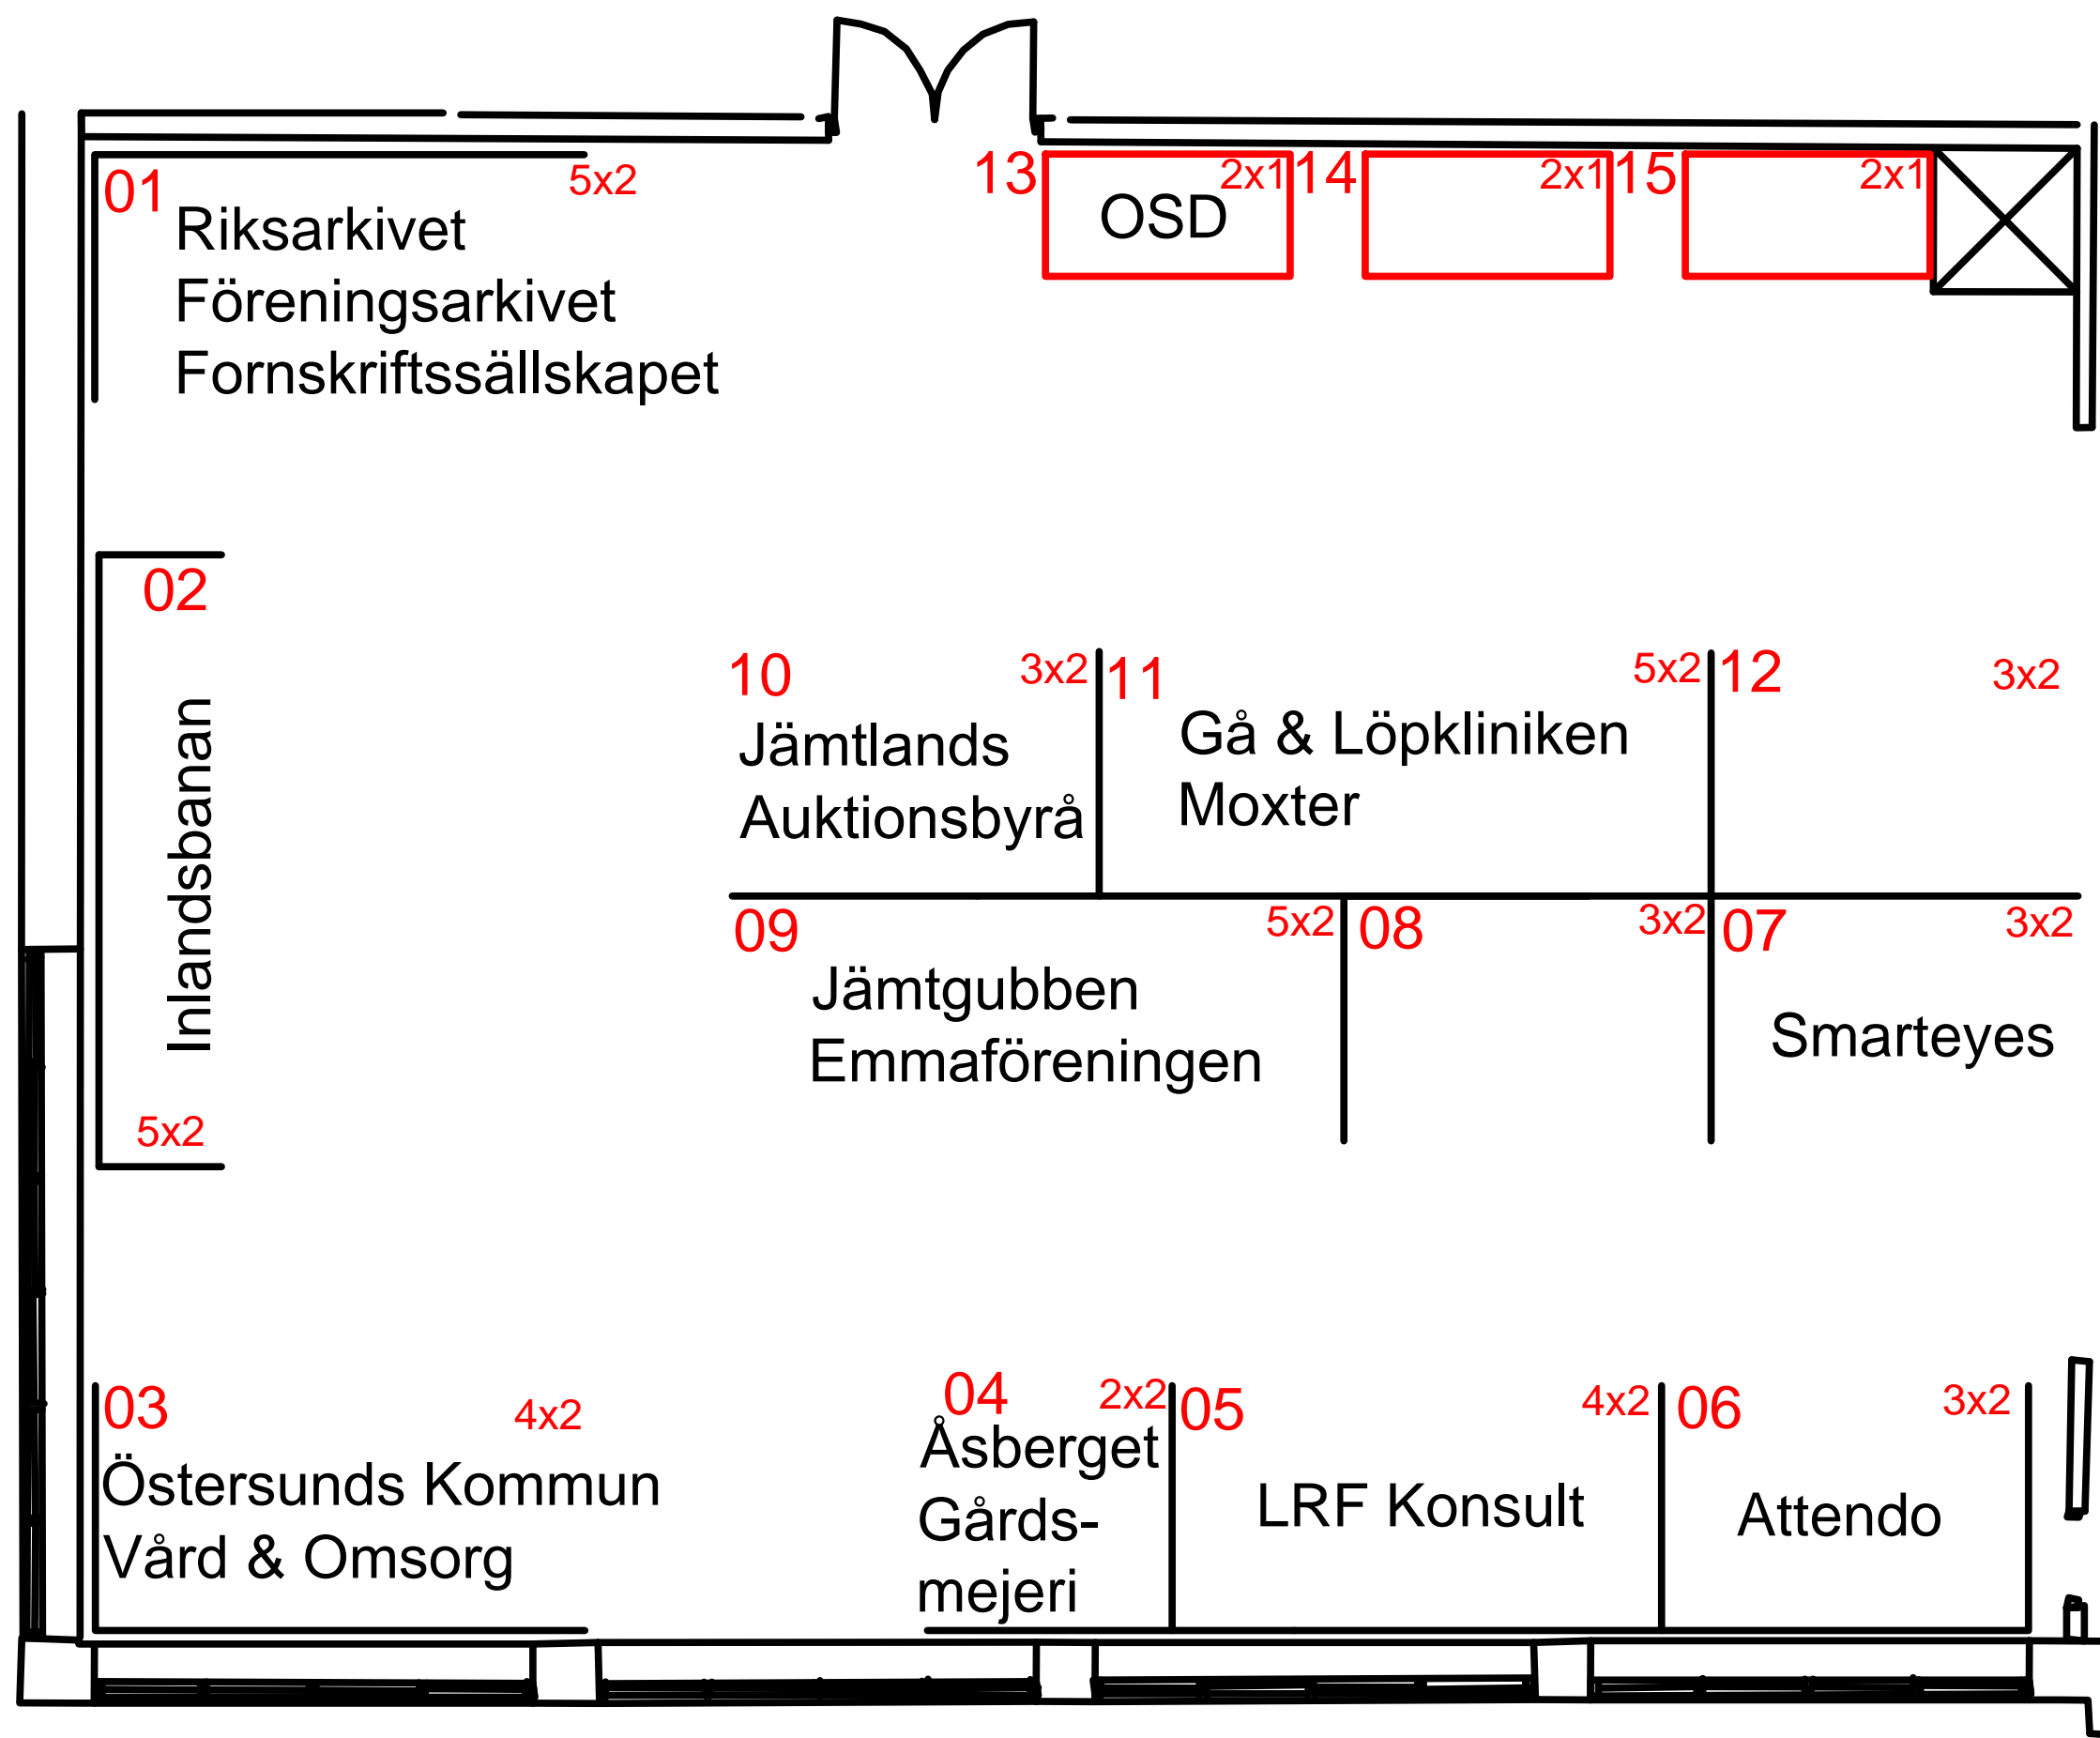 01 5x2
Riksarkivet
Föreningsarkivet
Fornskriftssällskapet
13 OSD 2x1
14 2x1
15 2x1
02
Inlandsbanan
5x2
10 3x2
Jämtlands
Auktionsbyrå
11 5x2
Gå & Löpkliniken
Moxter
12 3x2
09 5x2
Jämtgubben
Emmaföreningen
08 3x2
07 3x2
Smarteyes
03 4x2
Östersunds Kommun
Vård & Omsorg
04 2x2
Åsberget
Gårds-
mejeri
05 4x2
LRF Konsult
06 3x2
Attendo